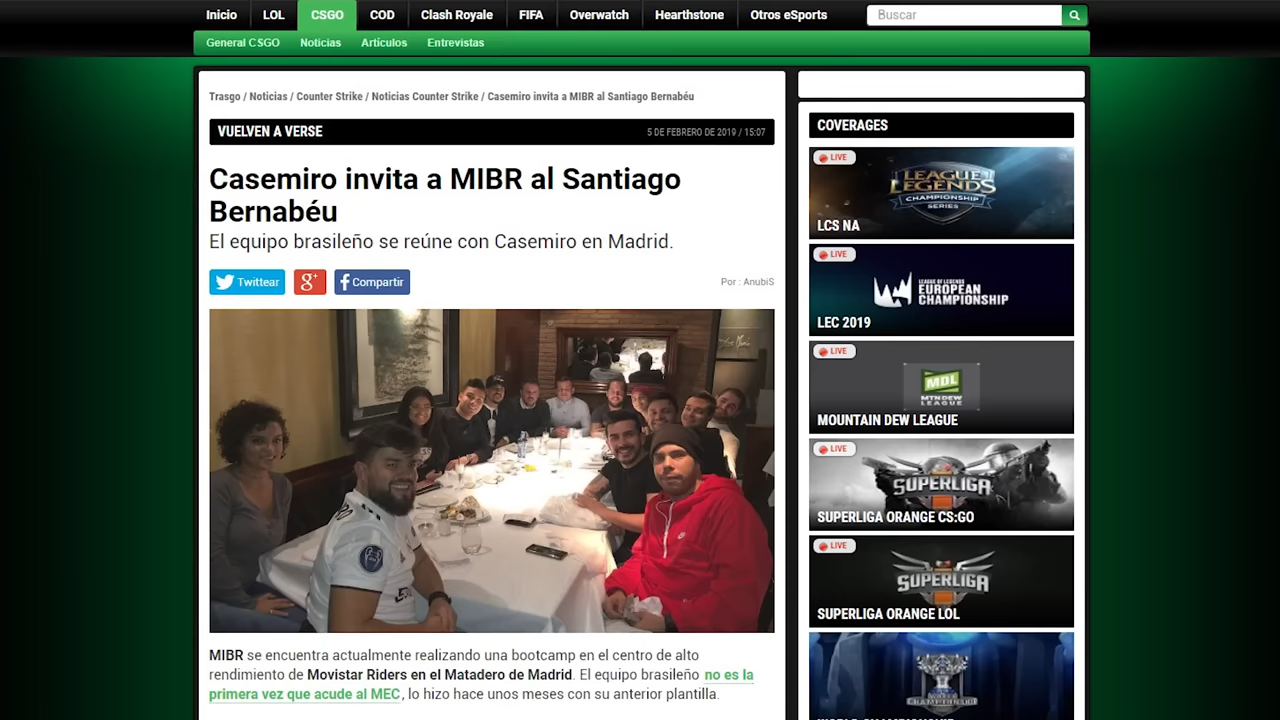 Inicio LOL CSGO COD Clash Royale FIFA Overwatch Hearthstone Otros eSports Buscar
General CSGO Noticias Artículos Entrevistas
Trasgo / Noticias / Counter Strike / Noticias Counter Strike / Casemiro invita a MIBR al Santiago Bernabéu
VUELVEN A VERSE 5 DE FEBRERO DE 2019 / 15:07
Casemiro invita a MIBR al Santiago
Bernabéu
El equipo brasileño se reúne con Casemiro en Madrid.
Twittear g+ Compartir Por : AnubiS
MIBR se encuentra actualmente realizando una bootcamp en el centro de alto
rendimiento de Movistar Riders en el Matadero de Madrid. El equipo brasileño no es la
primera vez que acude al MEC, lo hizo hace unos meses con su anterior plantilla.
COVERAGES
LIVE
LEAGUE
LEGENDS
CHAMPIONSHIP
SERIES
LCS NA
LIVE
LEAGUE OF LEGENDS
EUROPEAN
CHAMPIONSHIP
LEC 2019
LIVE
MDL
MTN DEW
LEAGUE
MOUNTAIN DEW LEAGUE
LIVE
SUPERLIGA
SUPERLIGA ORANGE CS:GO
LIVE
SUPERLIGA
SUPERLIGA ORANGE LOL
CHAMPIONSHIP